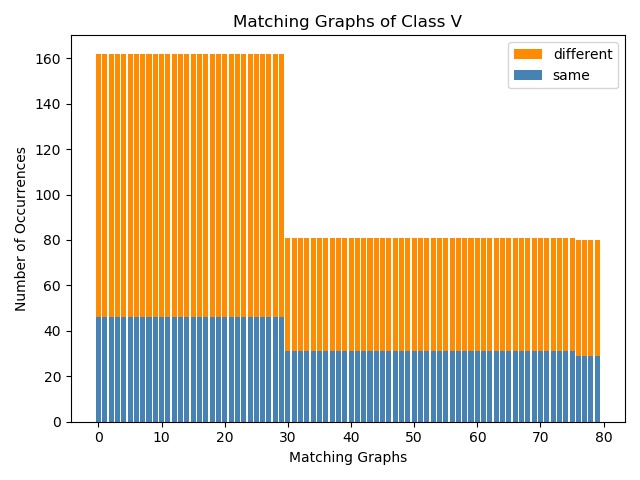 Matching Graphs of Class V
different
same
Number of Occurrences
160
140
120
100
80
60
40
20
0
0 10 20 30 40 50 60 70 80
Matching Graphs